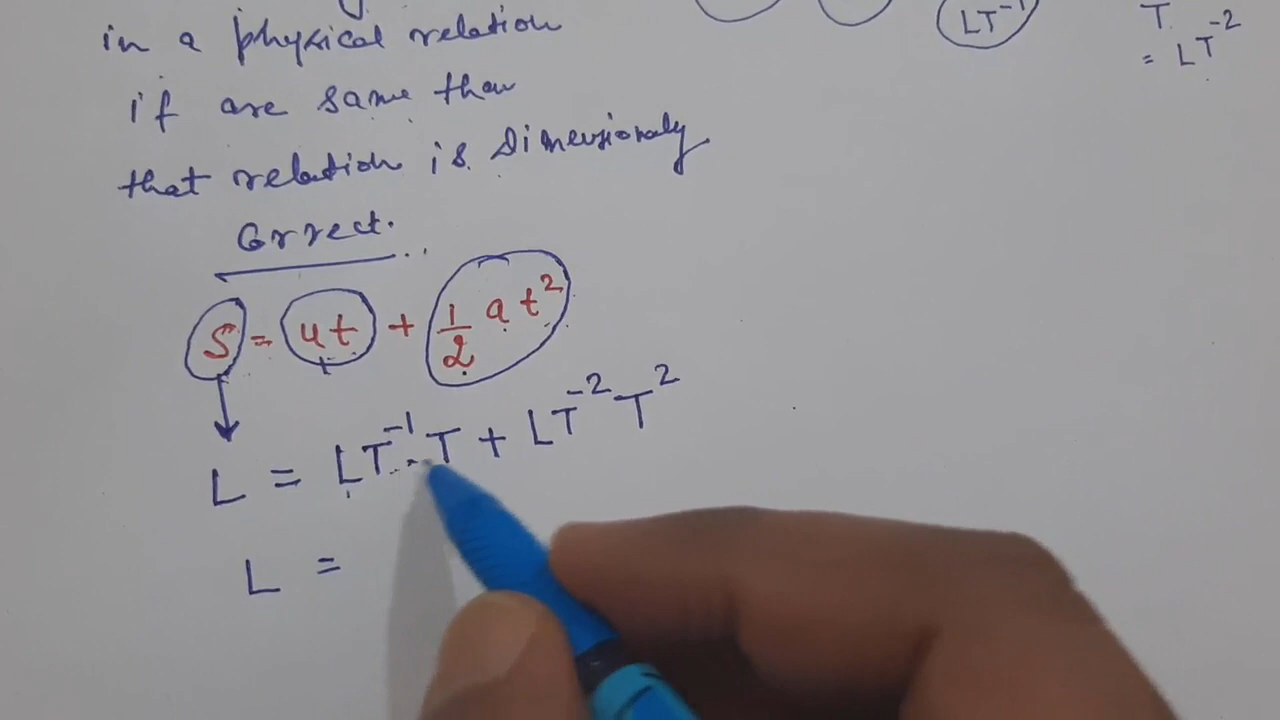 in a physical relation
if are same than
that relation is Dimensionaly
Correct.
S = ut + 1/2 at²
L = LT⁻¹T + LT⁻²T²
L =
LT⁻¹
T
= LT⁻²